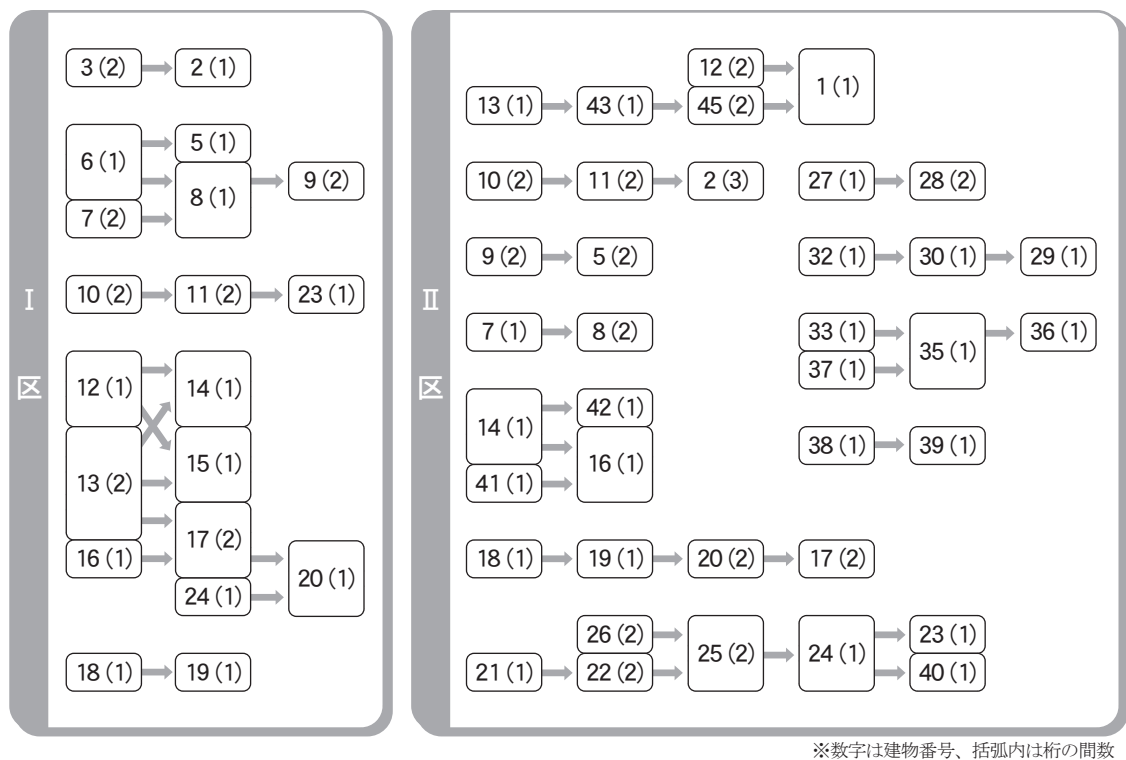 Ⅰ区
3(2) 2(1)
6(1) 5(1)
7(2) 8(1) 9(2)
10(2) 11(2) 23(1)
12(1) 14(1)
13(2) 15(1)
16(1) 17(2)
24(1) 20(1)
18(1) 19(1)
Ⅱ区
12(2) 1(1)
13(1) 43(1) 45(2)
10(2) 11(2) 2(3) 27(1) 28(2)
9(2) 5(2) 32(1) 30(1) 29(1)
7(1) 8(2) 33(1) 35(1) 36(1)
37(1)
14(1) 42(1)
41(1) 16(1) 38(1) 39(1)
18(1) 19(1) 20(2) 17(2)
26(2) 25(2) 24(1) 23(1)
21(1) 22(2) 40(1)
※数字は建物番号、括弧内は桁の間数